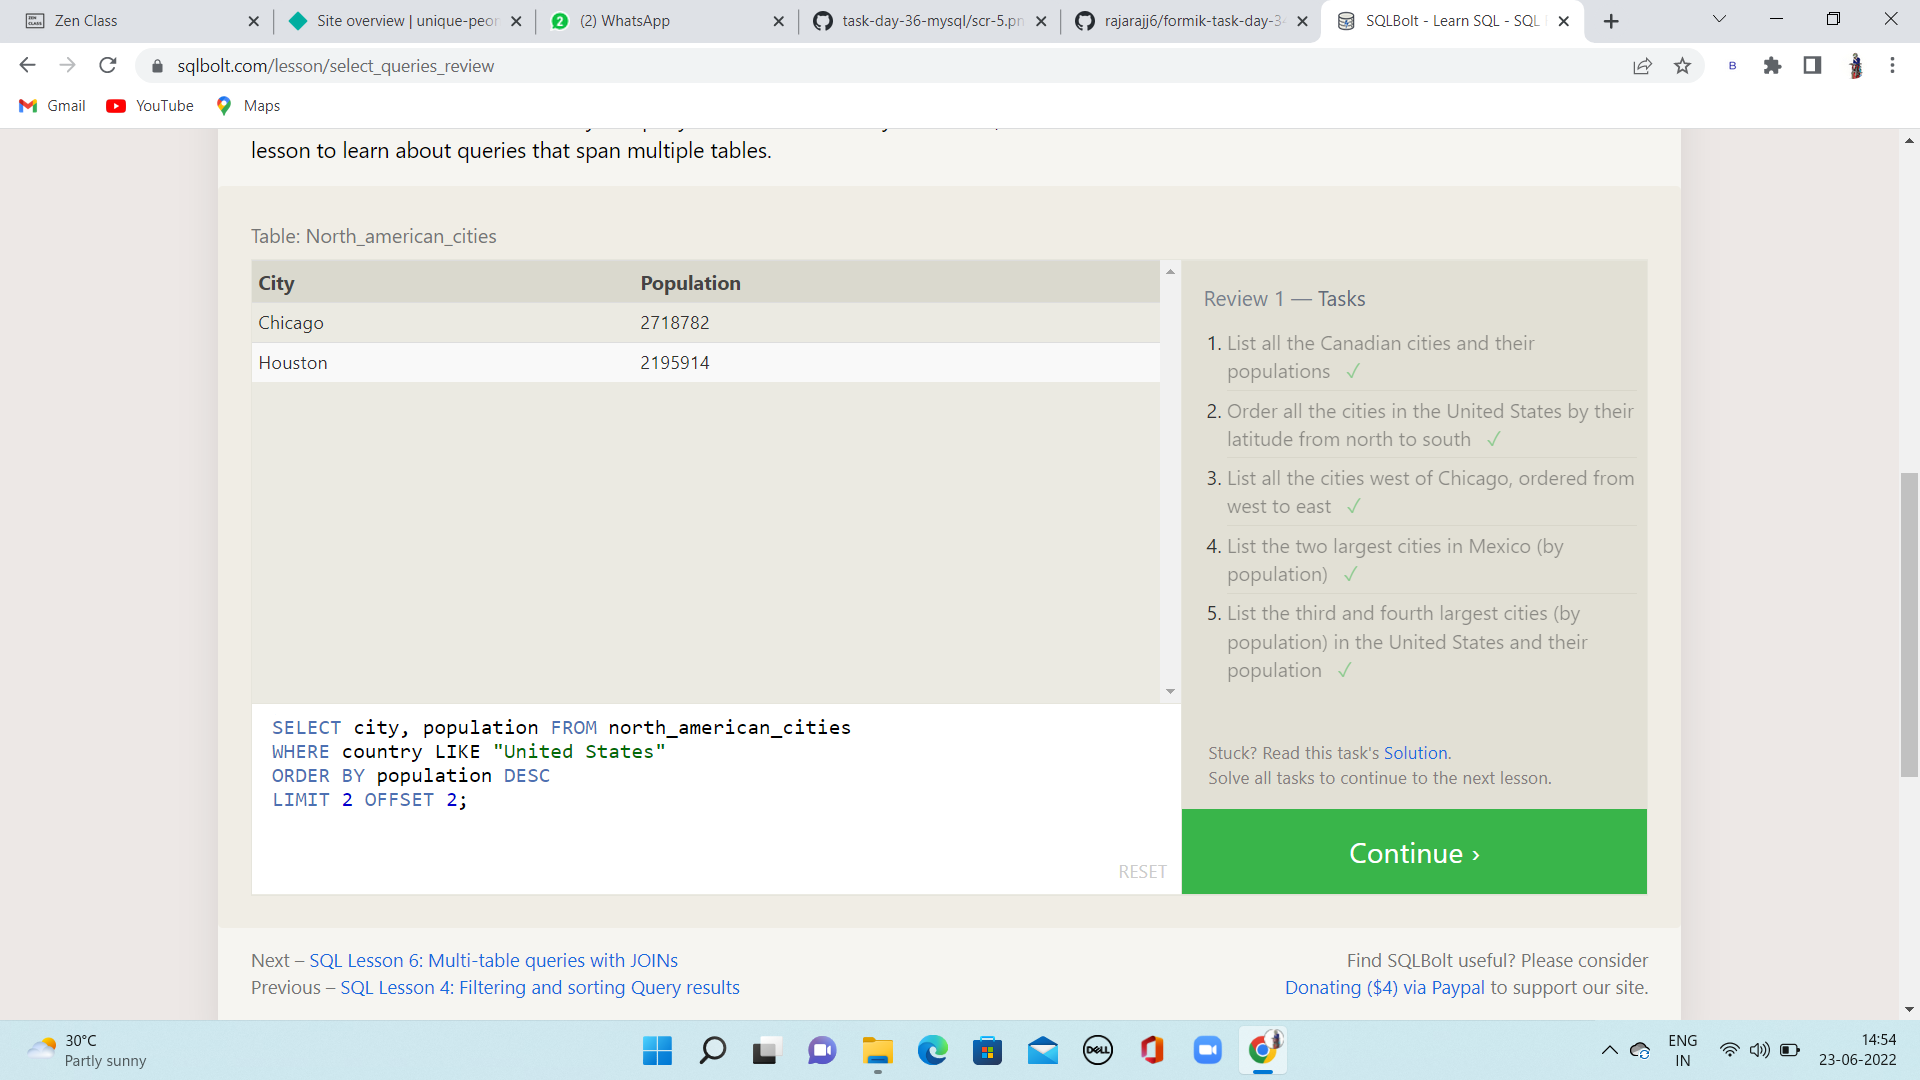 Zen Class
Site overview | unique-peor
(2) WhatsApp
task-day-36-mysql/scr-5.pn
rajarajj6/formik-task-day-34
SQLBolt - Learn SQL - SQL
sqlbolt.com/lesson/select_queries_review
B
Gmail
YouTube
Maps
lesson to learn about queries that span multiple tables.
Table: North_american_cities
City Population
Chicago 2718782
Houston 2195914
Review 1 — Tasks
1. List all the Canadian cities and their
populations ✓
2. Order all the cities in the United States by their
latitude from north to south ✓
3. List all the cities west of Chicago, ordered from
west to east ✓
4. List the two largest cities in Mexico (by
population) ✓
5. List the third and fourth largest cities (by
population) in the United States and their
population ✓
SELECT city, population FROM north_american_cities
WHERE country LIKE "United States"
ORDER BY population DESC
LIMIT 2 OFFSET 2;
RESET
Stuck? Read this task's Solution.
Solve all tasks to continue to the next lesson.
Continue ›
Next – SQL Lesson 6: Multi-table queries with JOINs
Previous – SQL Lesson 4: Filtering and sorting Query results
Find SQLBolt useful? Please consider
Donating ($4) via Paypal to support our site.
30°C
Partly sunny
DELL
ENG
IN
14:54
23-06-2022